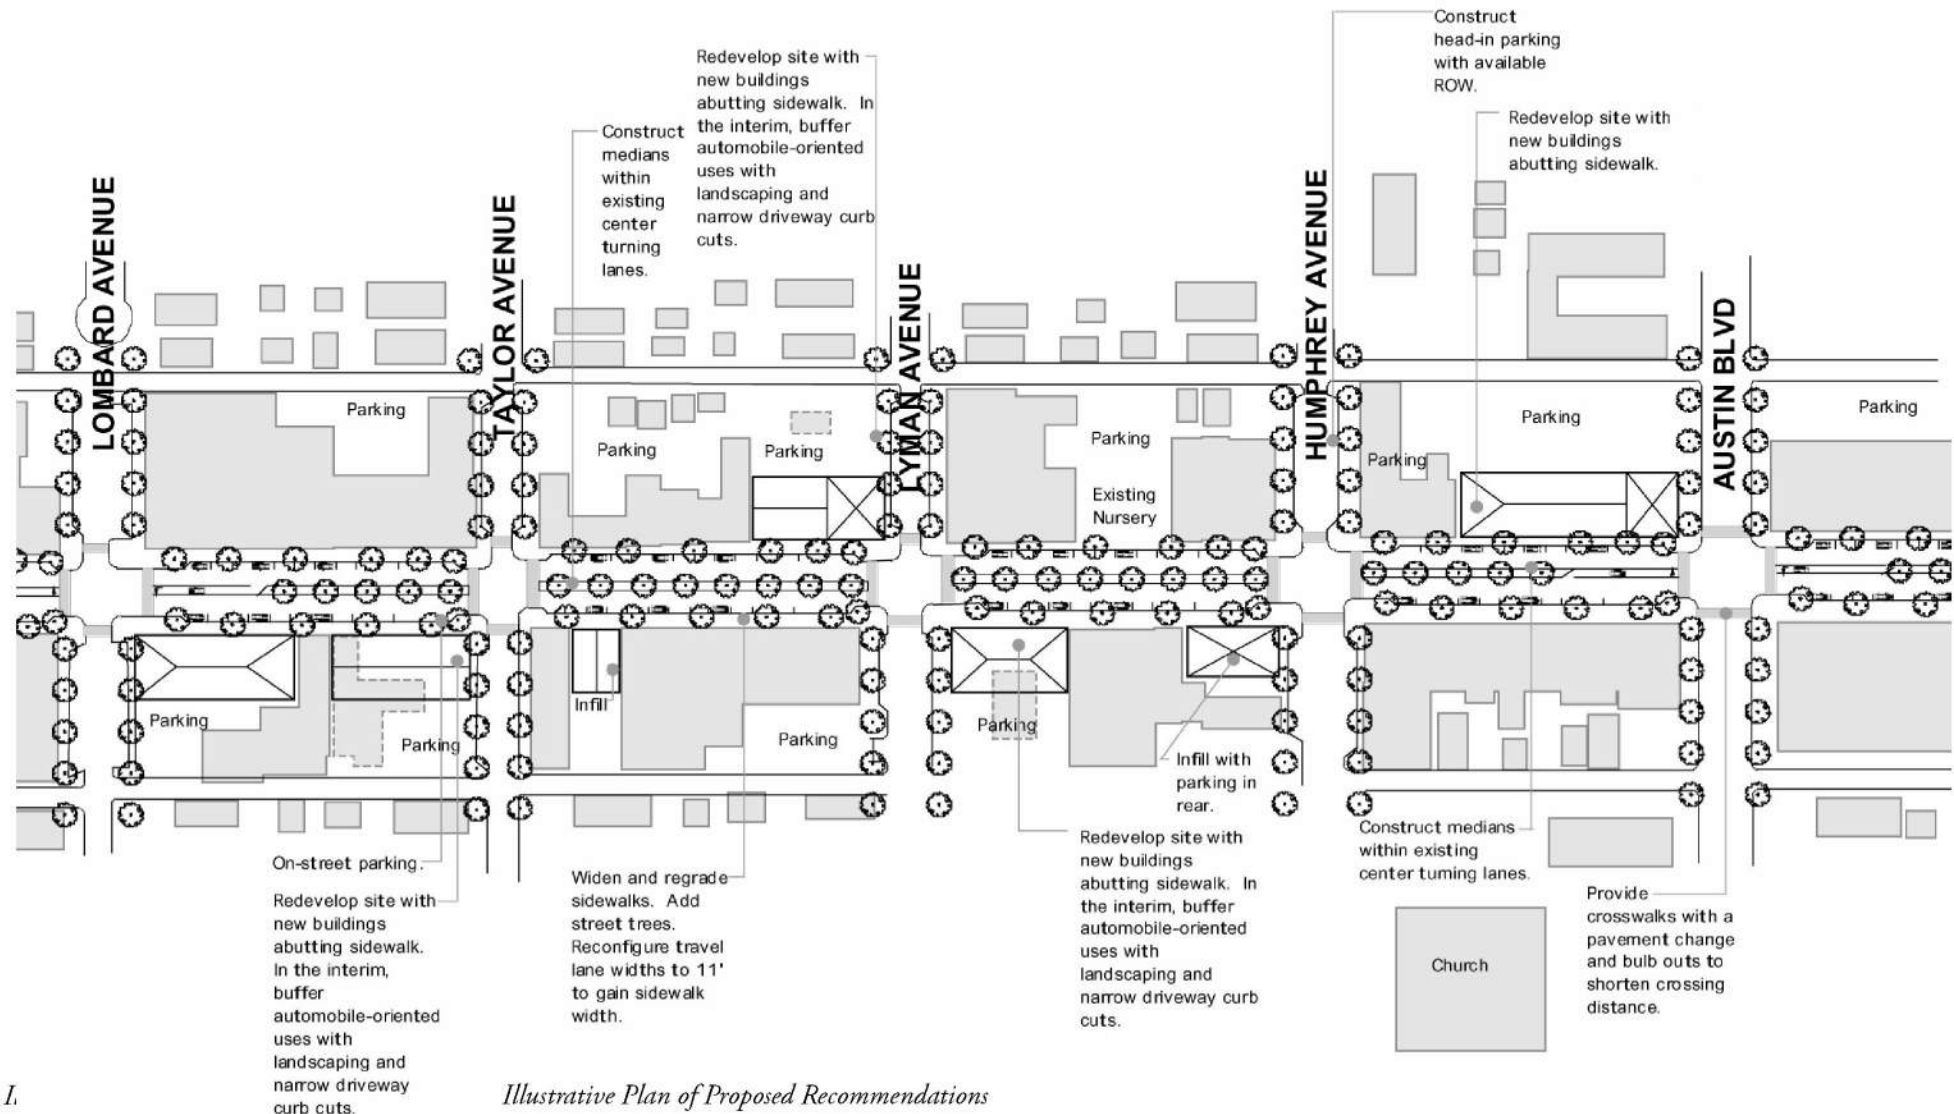 Construct
head-in parking
with available
ROW.
Redevelop site with
new buildings
abutting sidewalk. In
the interim, buffer
automobile-oriented
uses with
landscaping and
narrow driveway curb
cuts.
Construct
medians
within
existing
center
turning
lanes.
Redevelop site with
new buildings
abutting sidewalk.
LOMBARD AVENUE
TAYLOR AVENUE
LYMAN AVENUE
HUMPHREY AVENUE
AUSTIN BLVD
Parking
Parking
Parking
Parking
Existing
Nursery
Parking
Parking
Parking
Parking
Parking
Infill
Parking
Parking
Infill with
parking in
rear.
On-street parking.
Redevelop site with
new buildings
abutting sidewalk.
In the interim,
buffer
automobile-oriented
uses with
landscaping and
narrow driveway
curb cuts.
Widen and regrade
sidewalks. Add
street trees.
Reconfigure travel
lane widths to 11'
to gain sidewalk
width.
Redevelop site with
new buildings
abutting sidewalk. In
the interim, buffer
automobile-oriented
uses with
landscaping and
narrow driveway curb
cuts.
Construct medians
within existing
center turning lanes.
Church
Provide
crosswalks with a
pavement change
and bulb outs to
shorten crossing
distance.
Illustrative Plan of Proposed Recommendations